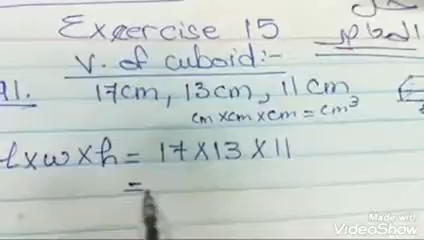 Exercise 15
V. of cuboid:-
Q1. 17cm, 13cm, 11cm
cm x cm x cm = cm³
l x w x h = 17 x 13 x 11
=
Made with
VideoShow